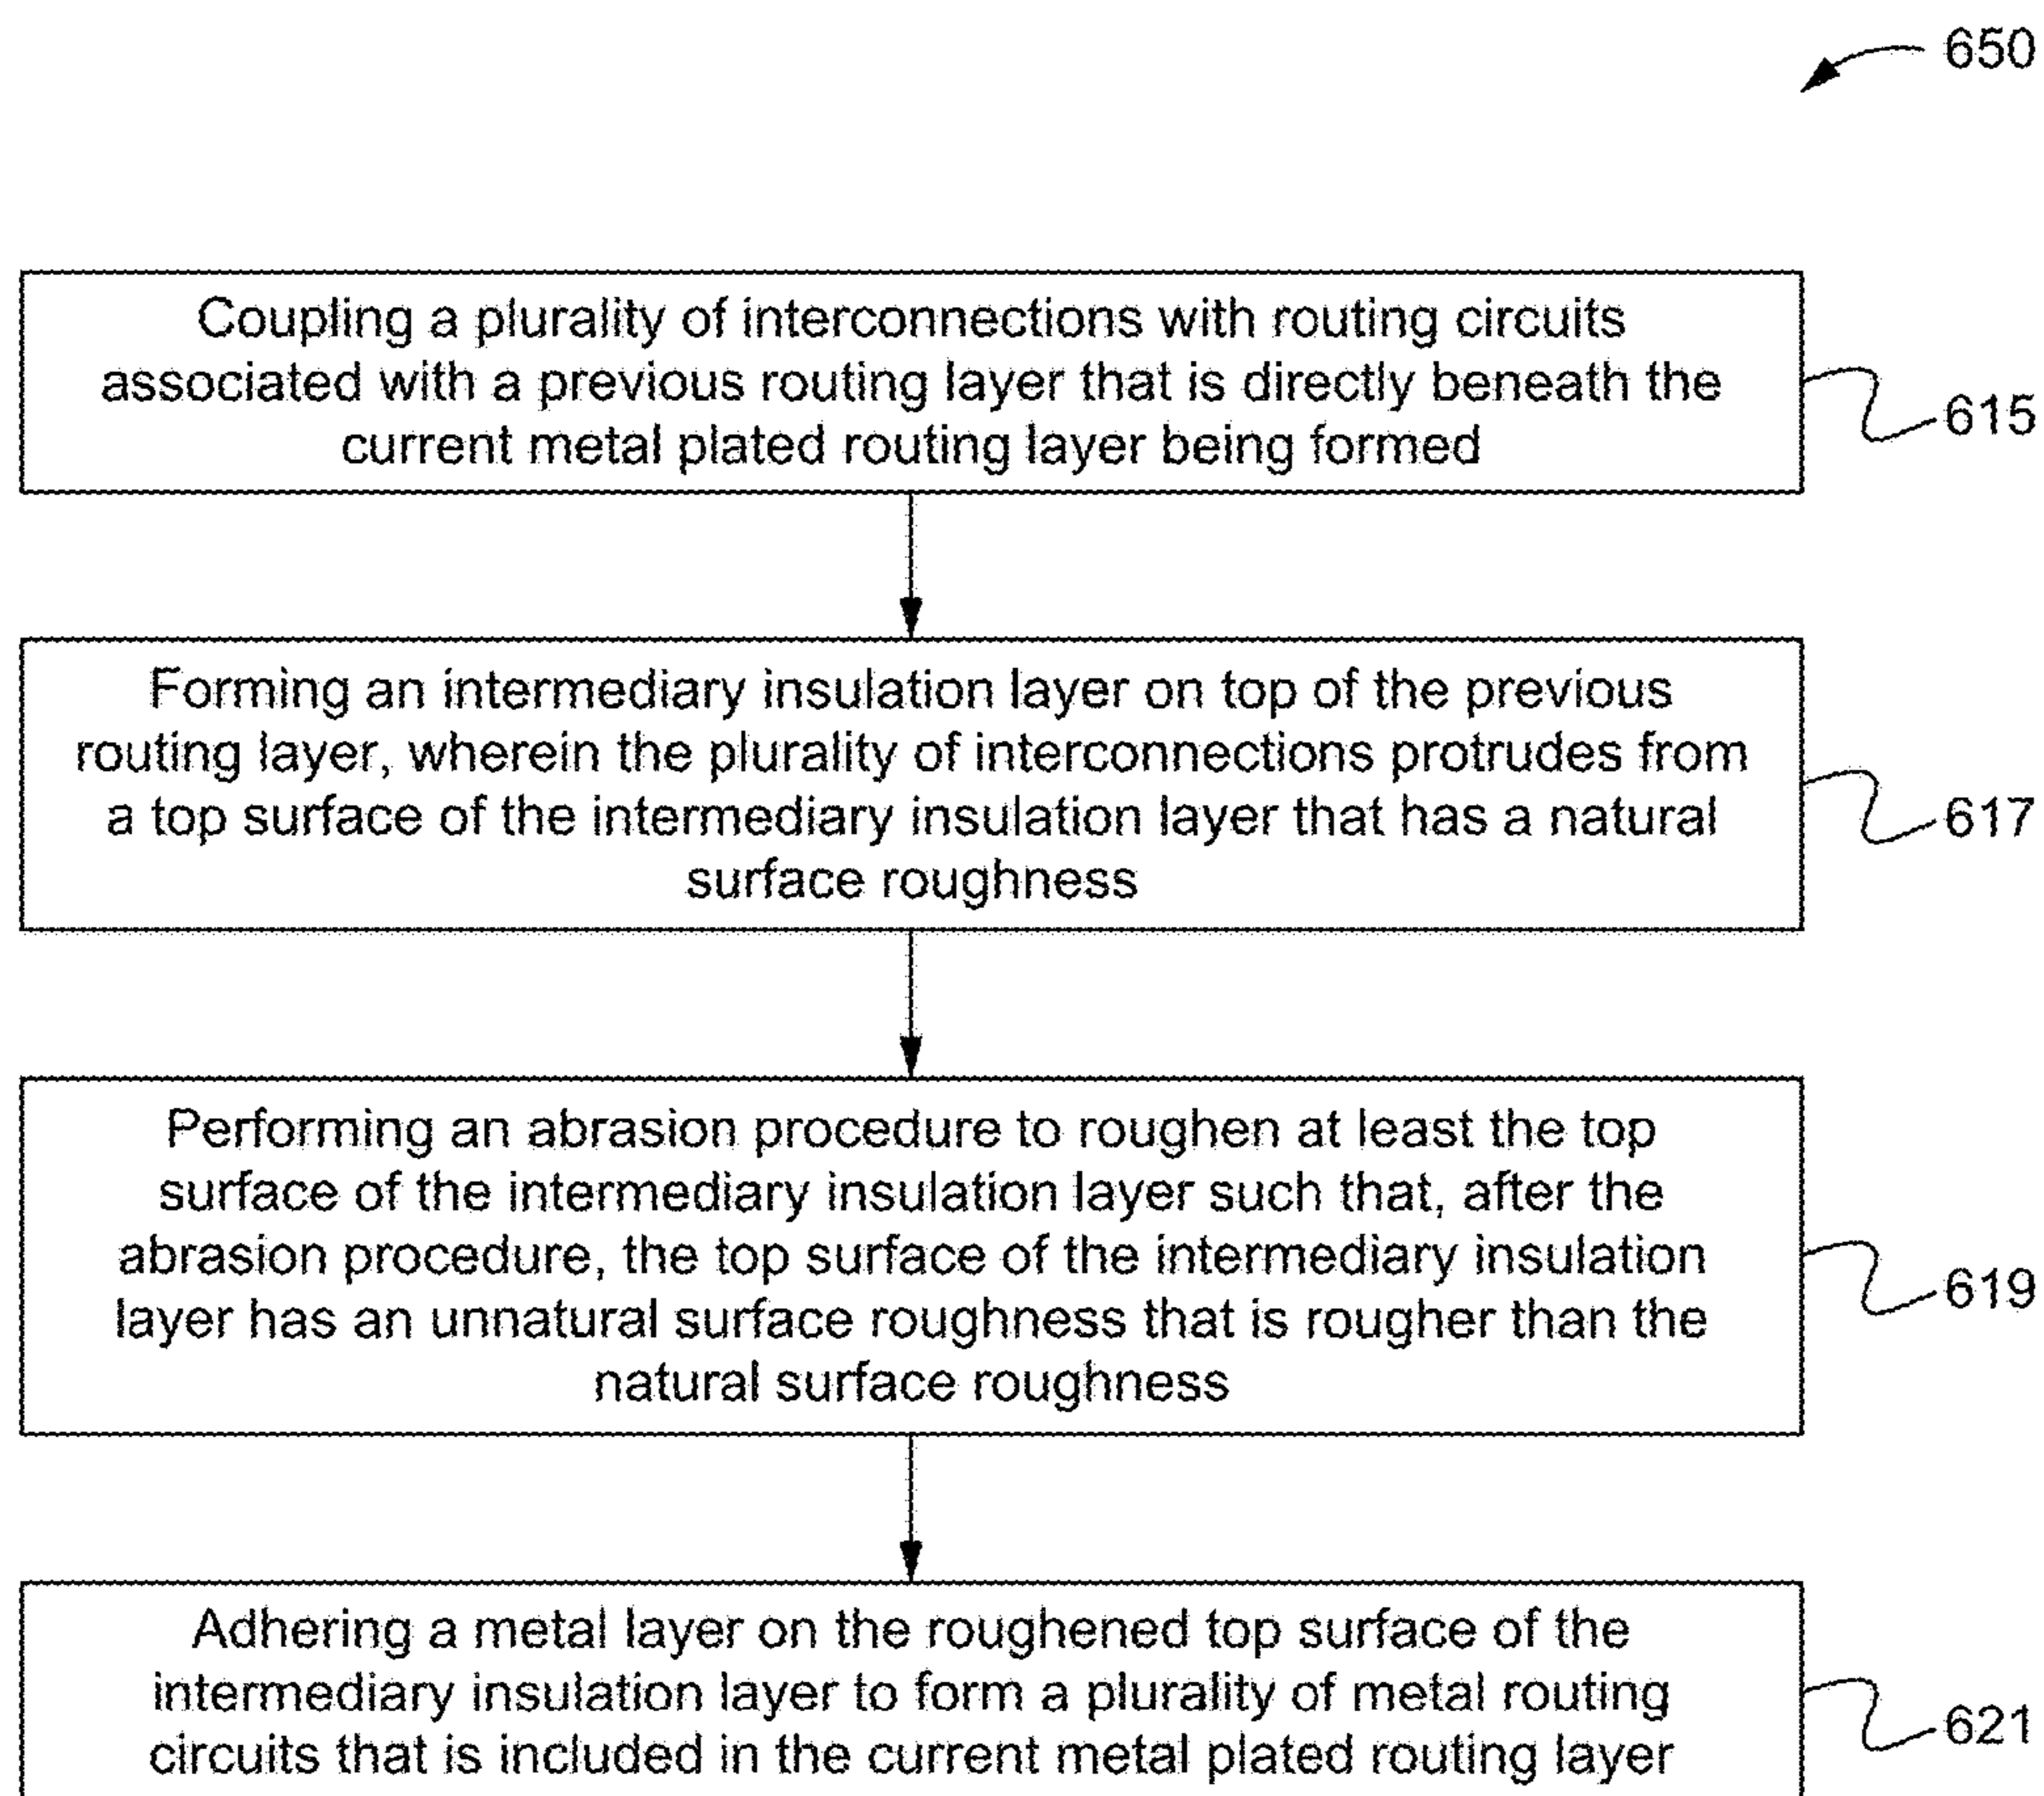 650
Coupling a plurality of interconnections with routing circuits
associated with a previous routing layer that is directly beneath the
current metal plated routing layer being formed
615
Forming an intermediary insulation layer on top of the previous
routing layer, wherein the plurality of interconnections protrudes from
a top surface of the intermediary insulation layer that has a natural
surface roughness
617
Performing an abrasion procedure to roughen at least the top
surface of the intermediary insulation layer such that, after the
abrasion procedure, the top surface of the intermediary insulation
layer has an unnatural surface roughness that is rougher than the
natural surface roughness
619
Adhering a metal layer on the roughened top surface of the
intermediary insulation layer to form a plurality of metal routing
circuits that is included in the current metal plated routing layer
621